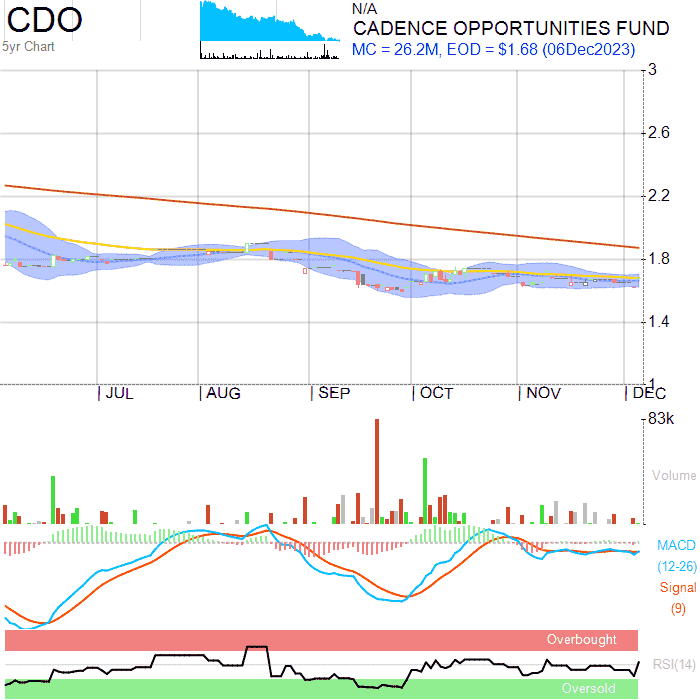 CDO
N/A
CADENCE OPPORTUNITIES FUND
5yr Chart
MC = 26.2M, EOD = $1.68 (06Dec2023)
3
2.6
2.2
1.8
1.4
1
JUL AUG SEP OCT NOV DEC
83k
Volume
MACD
(12-26)
Signal
(9)
Overbought
RSI(14)
Oversold